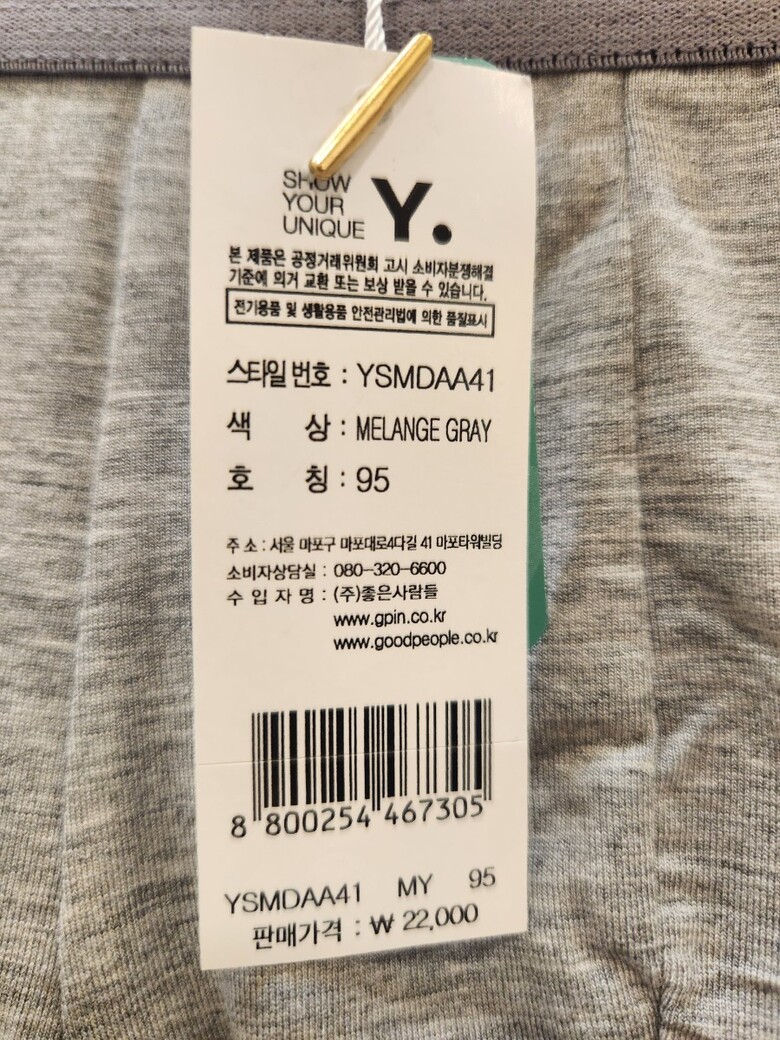 SHOW
YOUR
UNIQUE
Y.
본 제품은 공정거래위원회 고시 소비자분쟁해결
기준에 의거 교환 또는 보상 받을 수 있습니다.
전기용품 및 생활용품 안전관리법에 의한 품질표시
스타일 번호 : YSMDAA41
색 상 : MELANGE GRAY
호 칭 : 95
주 소 : 서울 마포구 마포대로4다길 41 마포타워빌딩
소비자상담실 : 080-320-6600
수 입 자 명 : (주)좋은사람들
www.gpin.co.kr
www.goodpeople.co.kr
8 800254 467305
YSMDAA41 MY 95
판매가격 : ₩ 22,000